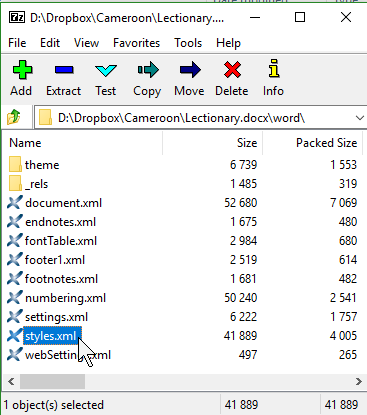 D:\Dropbox\Cameroon\Lectionary....
File Edit View Favorites Tools Help
Add Extract Test Copy Move Delete Info
D:\Dropbox\Cameroon\Lectionary.docx\word\
Name Size Packed Size
theme 6 739 1 553
_rels 1 485 319
document.xml 52 680 7 069
endnotes.xml 1 675 480
fontTable.xml 2 984 680
footer1.xml 2 519 614
footnotes.xml 1 681 482
numbering.xml 50 240 2 541
settings.xml 6 222 1 757
styles.xml 41 889 4 005
webSettin .xml 497 265
1 object(s) selected 41 889 41 889